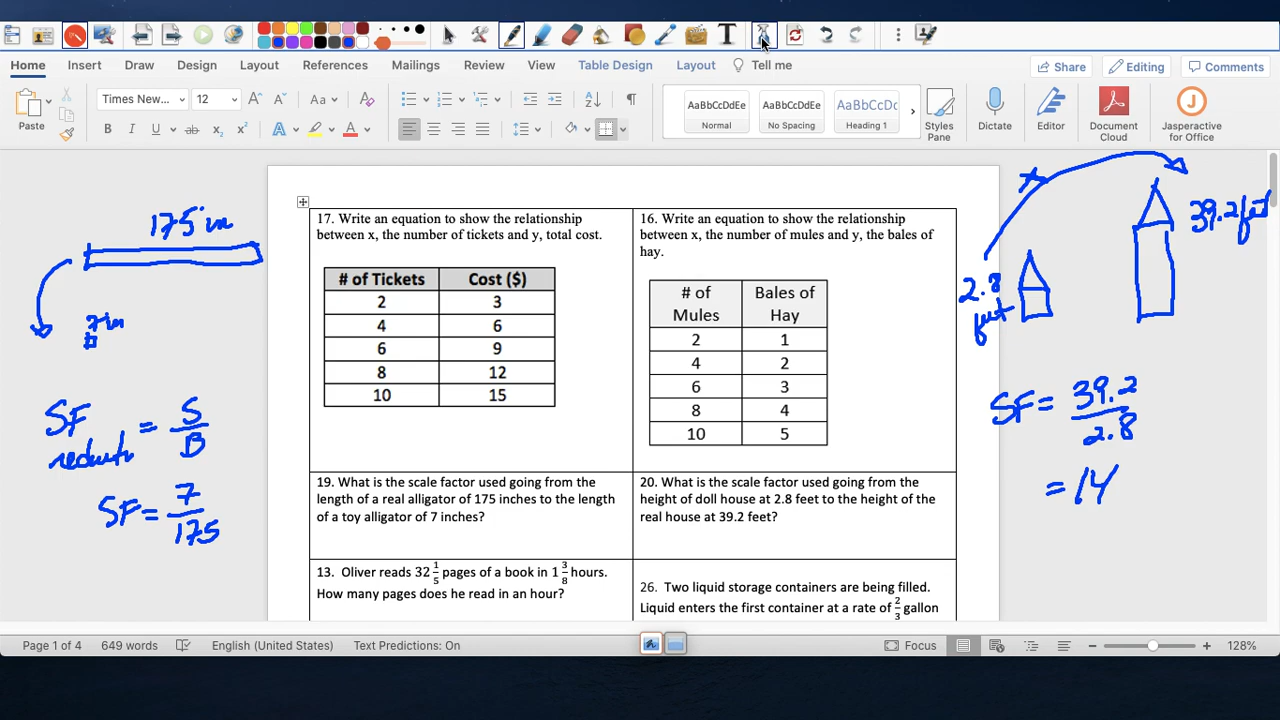 Home Insert Draw Design Layout References Mailings Review View Table Design Layout Tell me
Share Editing Comments
Times New... 12
Paste
AaBbCcDdEe AaBbCcDdEe AaBbCcDc
Normal No Spacing Heading 1
Styles Pane
Dictate
Editor
Document Cloud
Jasperactive for Word
175 in
7 in
SF reduction = S/B
SF = 7/175
17. Write an equation to show the relationship
between x, the number of tickets and y, total cost.
# of Tickets Cost ($)
2 3
4 6
6 9
8 12
10 15
16. Write an equation to show the relationship
between x, the number of mules and y, the bales of
hay.
# of Mules Bales of Hay
2 1
4 2
6 3
8 4
10 5
19. What is the scale factor used going from the
length of a real alligator of 175 inches to the length
of a toy alligator of 7 inches?
20. What is the scale factor used going from the
height of doll house at 2.8 feet to the height of the
real house at 39.2 feet?
13. Oliver reads 32 1/5 pages of a book in 1 3/8 hours.
How many pages does he read in an hour?
26. Two liquid storage containers are being filled.
Liquid enters the first container at a rate of 2/3 gallon
39.2 feet
2.8 feet
SF = 39.2/2.8
= 14
Page 1 of 4 649 words English (United States) Text Predictions: On Focus 128%